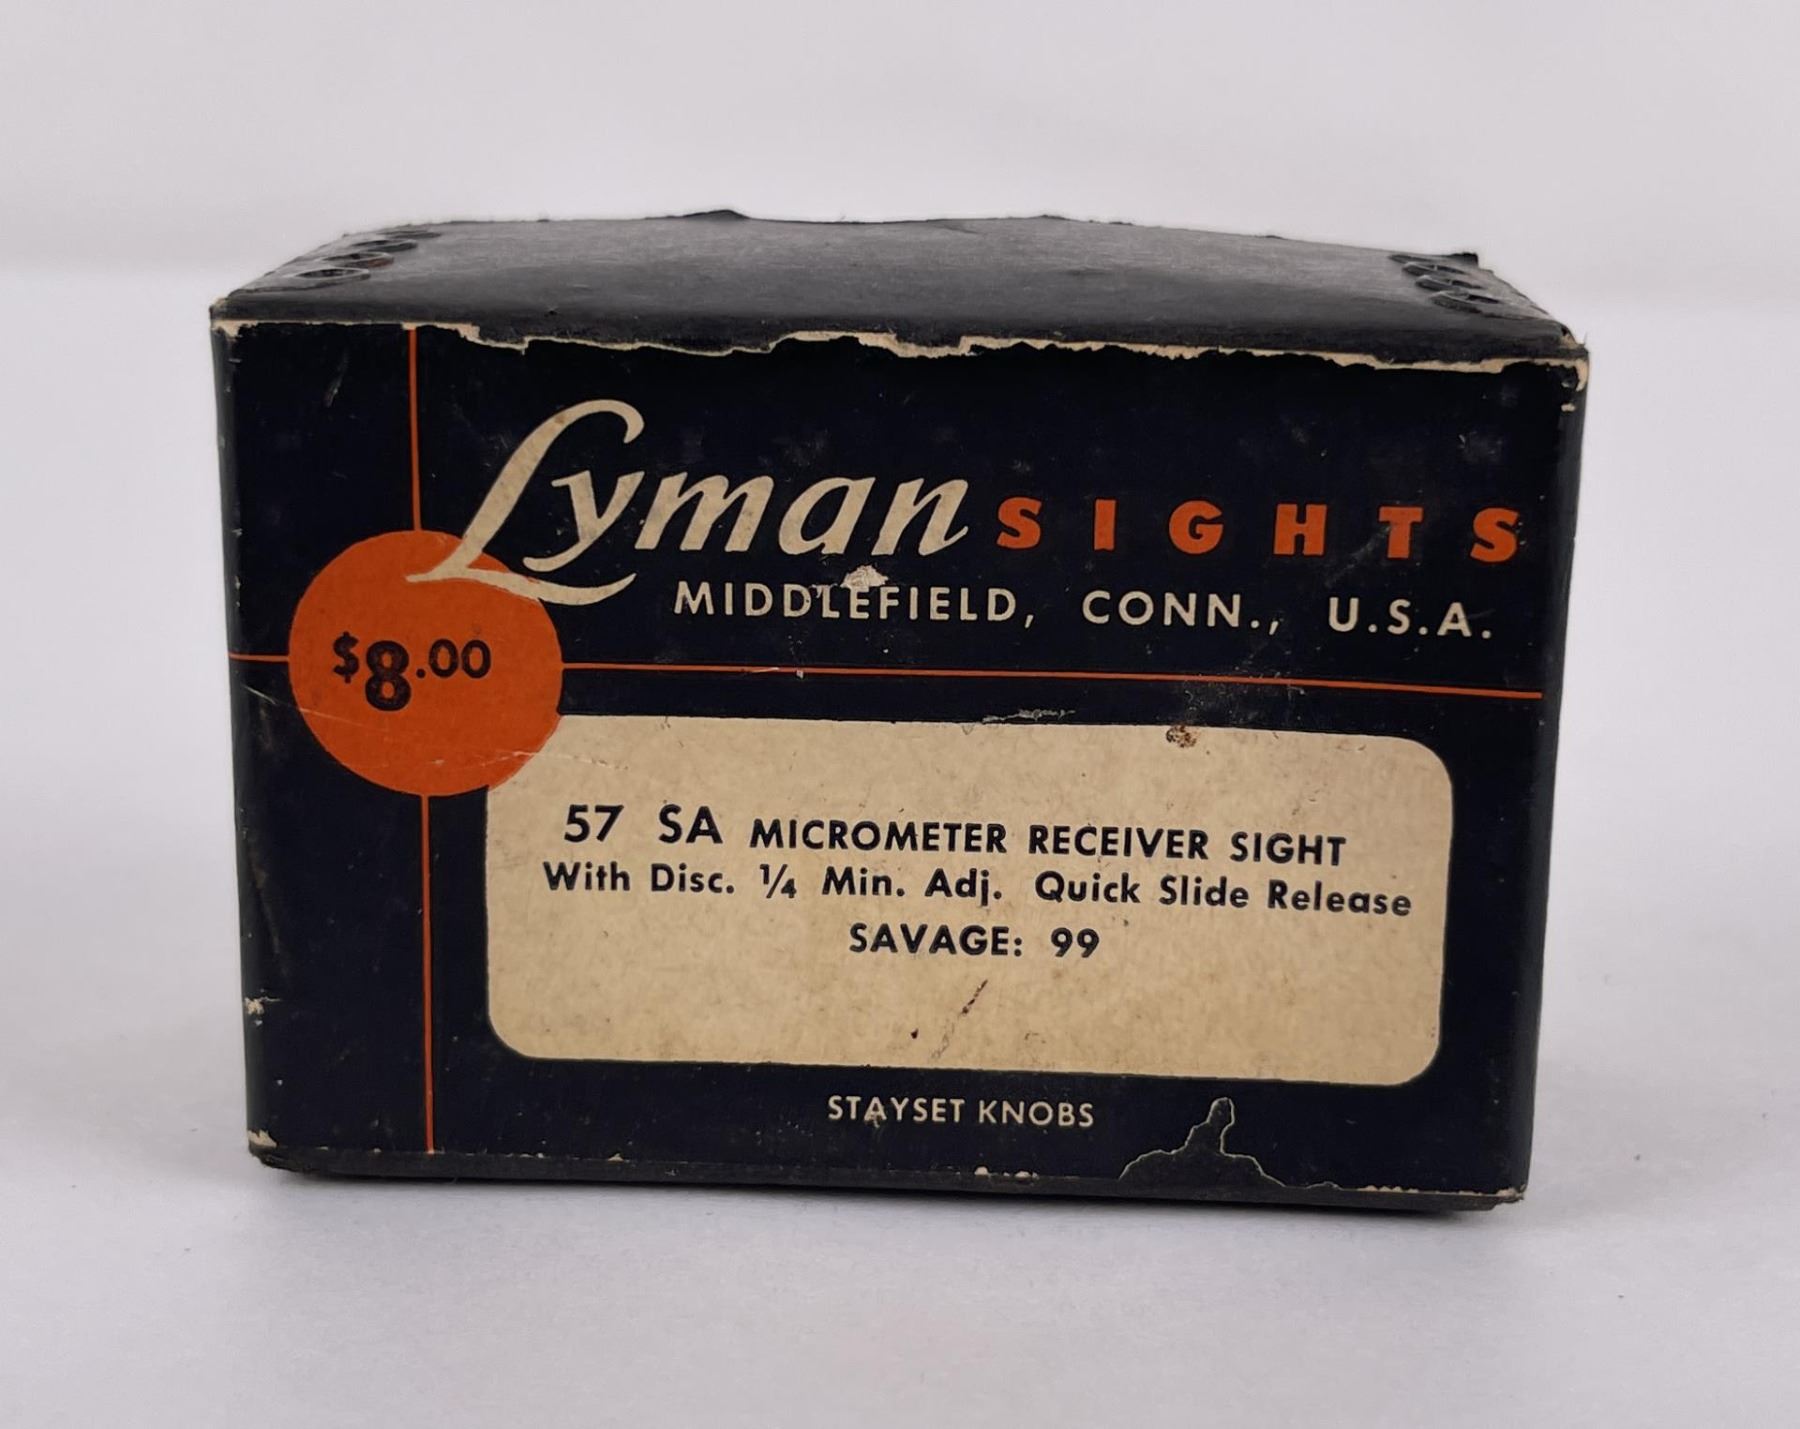 Lyman SIGHTS
MIDDLEFIELD, CONN., U.S.A.
$8.00
57 SA MICROMETER RECEIVER SIGHT
With Disc. ¼ Min. Adj. Quick Slide Release
SAVAGE: 99
STAYSET KNOBS